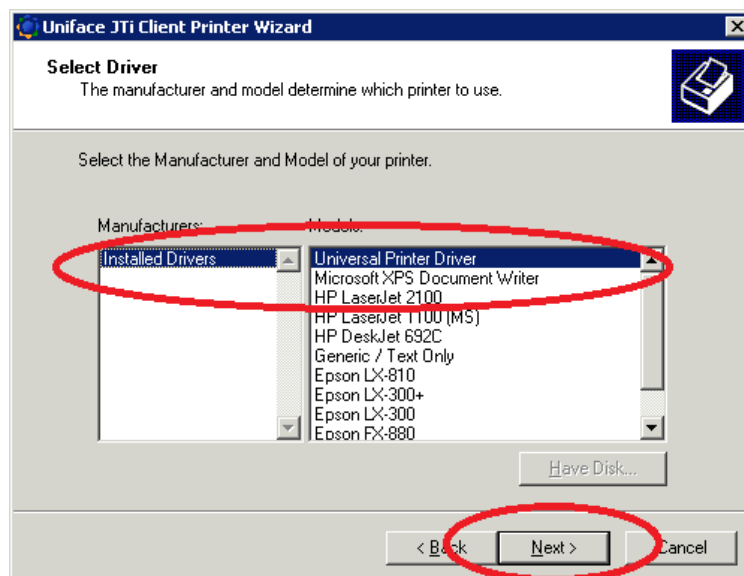 Uniface JTi Client Printer Wizard
Select Driver
The manufacturer and model determine which printer to use.
Select the Manufacturer and Model of your printer.
Manufacturers:
Models:
Installed Drivers
Universal Printer Driver
Microsoft XPS Document Writer
HP LaserJet 2100
HP LaserJet 1100 (MS)
HP DeskJet 692C
Generic / Text Only
Epson LX-810
Epson LX-300+
Epson LX-300
Epson FX-880
Have Disk...
< Back
Next >
Cancel